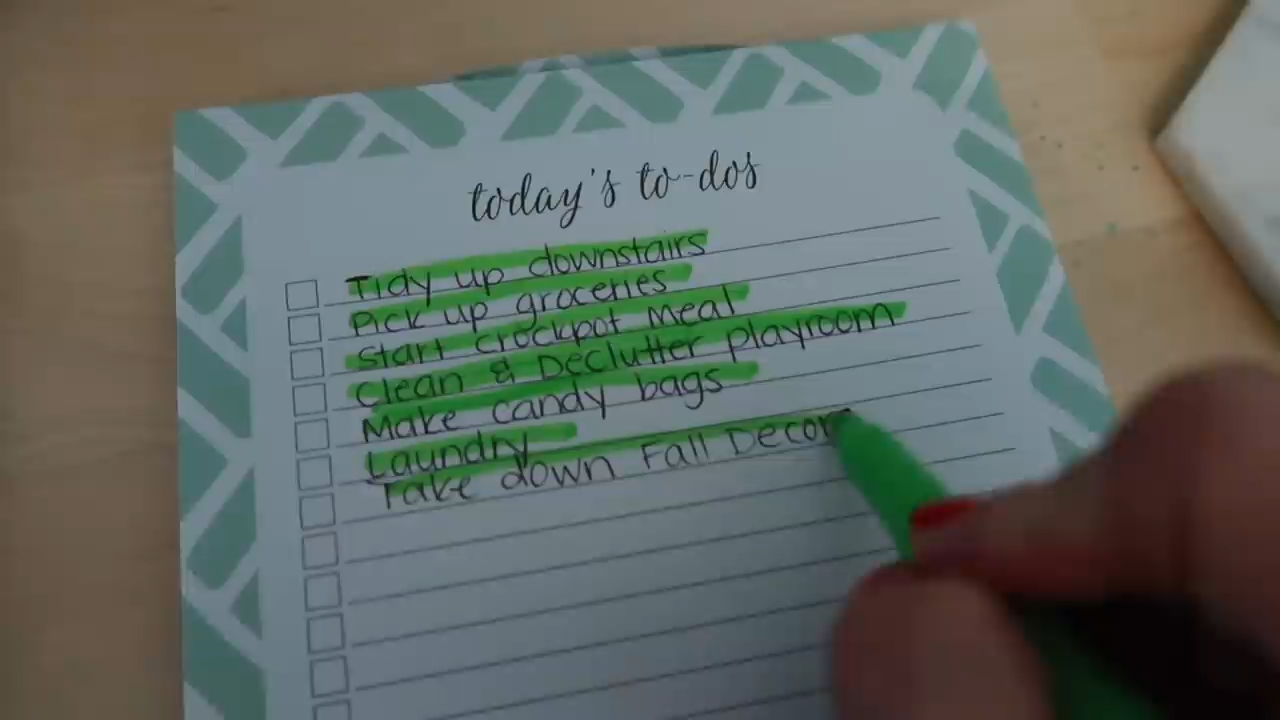 today's to-dos
Tidy up downstairs
Pick up groceries
Start crockpot Meal
Clean & Declutter playroom
Make candy bags
Laundry
Take down Fall Decor